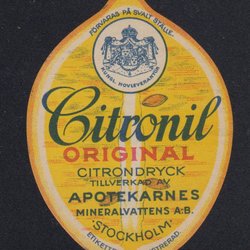 FÖRVARAS PÅ SVALT STÄLLE.
KUNGL. HOVLEVERANTÖR
Citronil
ORIGINAL
CITRONDRYCK
TILLVERKAD AV
APOTEKARNES
MINERALVATTENS A.B.
·STOCKHOLM·